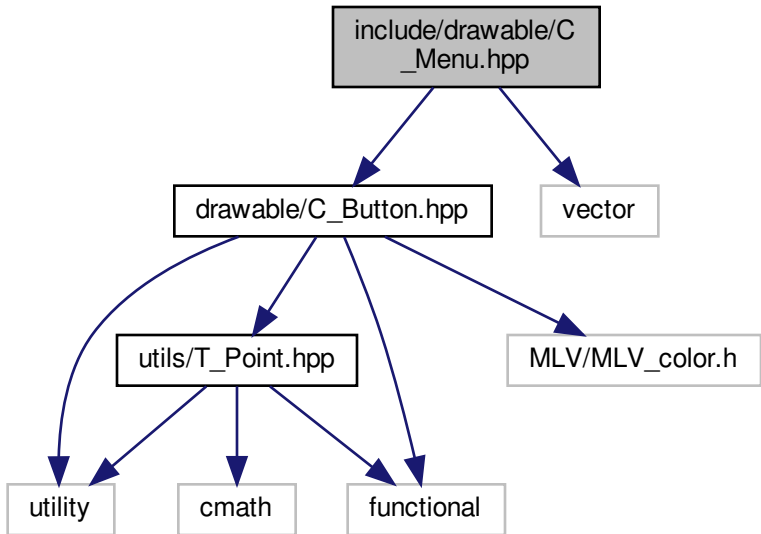 include/drawable/C
_Menu.hpp
drawable/C_Button.hpp
vector
utils/T_Point.hpp
MLV/MLV_color.h
utility
cmath
functional